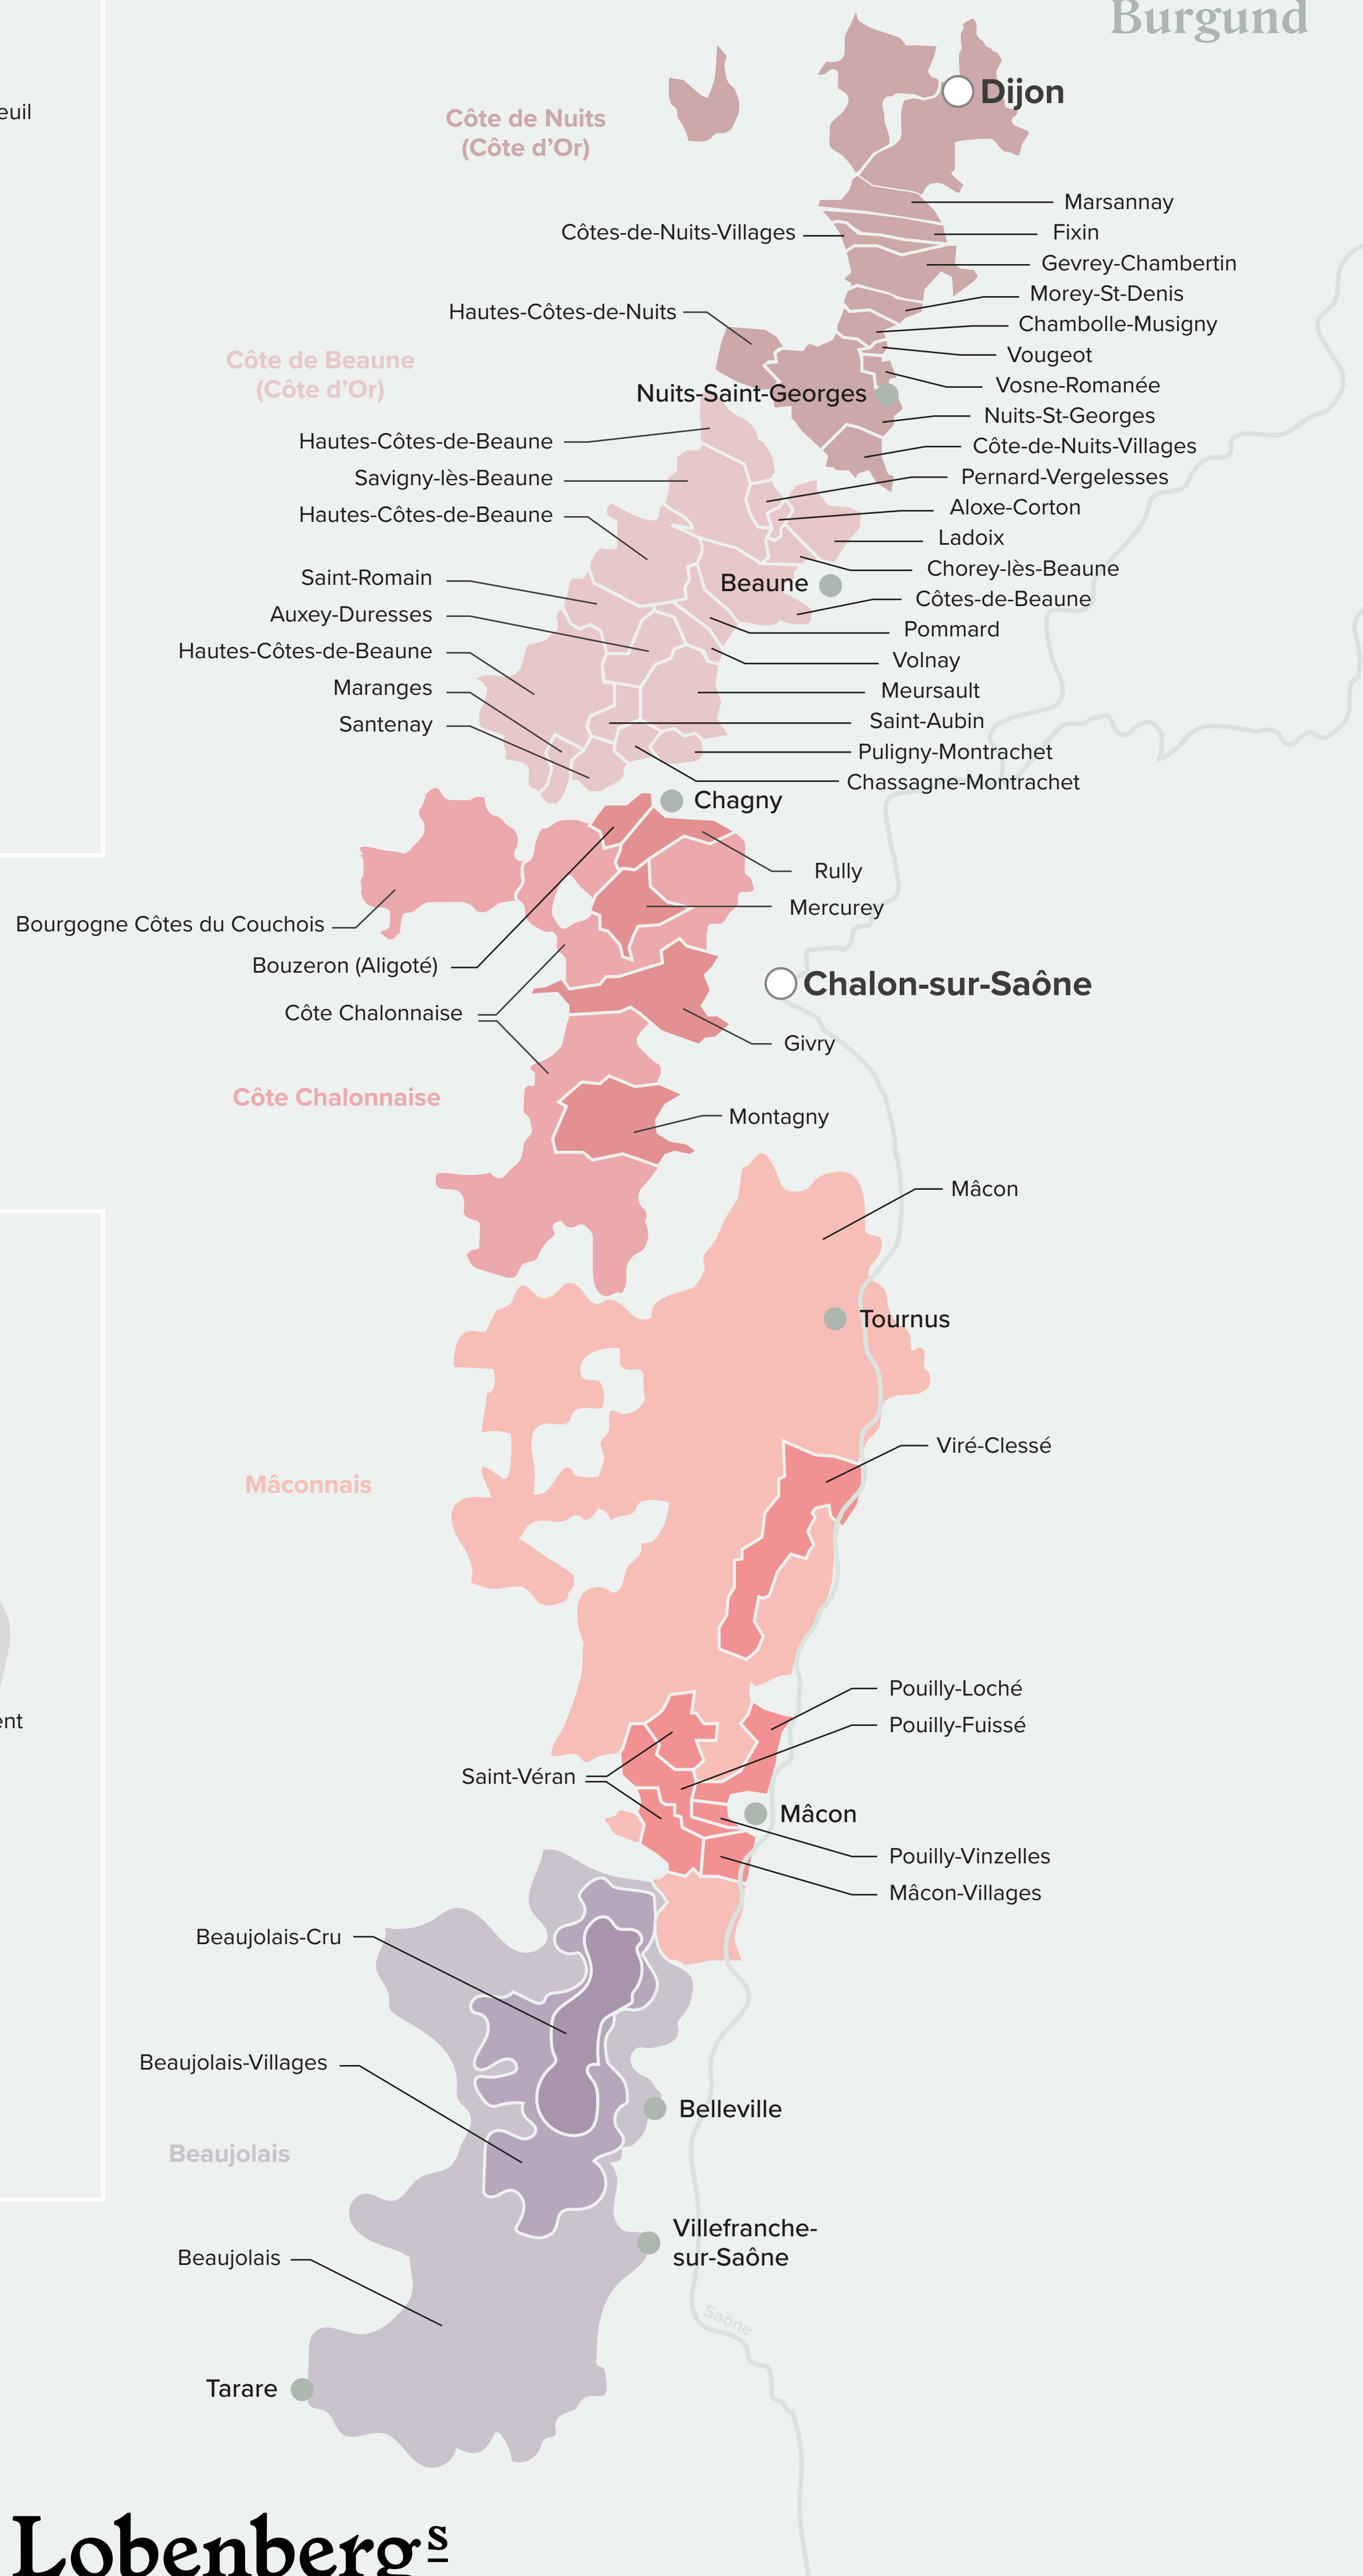 Burgund
euil
Dijon
Côte de Nuits
(Côte d’Or)
Marsannay
Côtes-de-Nuits-Villages
Fixin
Gevrey-Chambertin
Morey-St-Denis
Hautes-Côtes-de-Nuits
Chambolle-Musigny
Vougeot
Côte de Beaune
(Côte d’Or)
Vosne-Romanée
Nuits-Saint-Georges
Nuits-St-Georges
Hautes-Côtes-de-Beaune
Côte-de-Nuits-Villages
Savigny-lès-Beaune
Pernard-Vergelesses
Aloxe-Corton
Hautes-Côtes-de-Beaune
Ladoix
Chorey-lès-Beaune
Saint-Romain
Beaune
Côtes-de-Beaune
Auxey-Duresses
Pommard
Hautes-Côtes-de-Beaune
Volnay
Maranges
Meursault
Santenay
Saint-Aubin
Puligny-Montrachet
Chassagne-Montrachet
Chagny
Rully
Mercurey
Bourgogne Côtes du Couchois
Bouzeron (Aligoté)
Chalon-sur-Saône
Côte Chalonnaise
Givry
Côte Chalonnaise
Montagny
Mâcon
Tournus
Viré-Clessé
Mâconnais
Pouilly-Loché
ent
Pouilly-Fuissé
Saint-Véran
Mâcon
Pouilly-Vinzelles
Mâcon-Villages
Beaujolais-Cru
Beaujolais-Villages
Belleville
Beaujolais
Villefranche-
sur-Saône
Beaujolais
Saône
Tarare
Lobenbergs